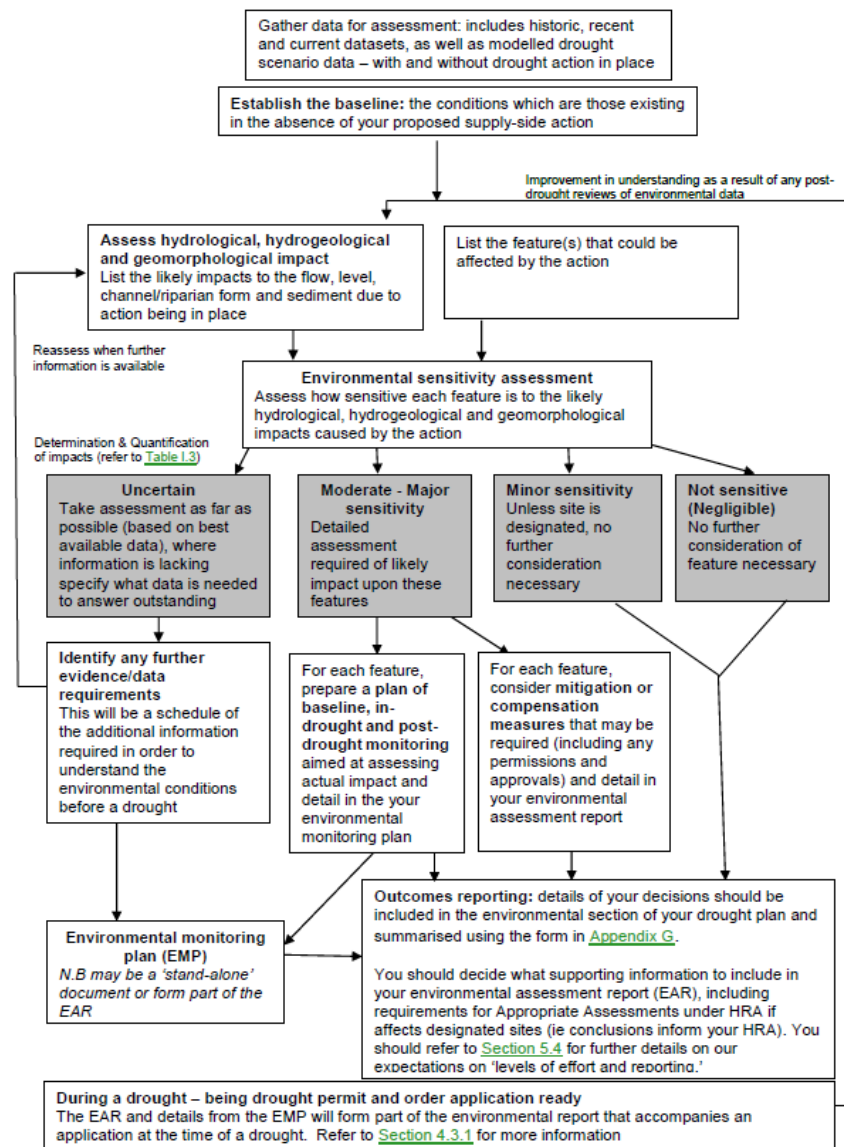 Gather data for assessment: includes historic, recent
and current datasets, as well as modelled drought
scenario data – with and without drought action in place
Establish the baseline: the conditions which are those existing
in the absence of your proposed supply-side action
Improvement in understanding as a result of any post-
drought reviews of environmental data
Assess hydrological, hydrogeological
and geomorphological impact
List the likely impacts to the flow, level,
channel/riparian form and sediment due to
action being in place
List the feature(s) that could be
affected by the action
Reassess when further
information is available
Environmental sensitivity assessment
Assess how sensitive each feature is to the likely
hydrological, hydrogeological and geomorphological
impacts caused by the action
Determination & Quantification
of impacts (refer to Table I.3)
Uncertain
Take assessment as far as
possible (based on best
available data), where
information is lacking
specify what data is needed
to answer outstanding
Moderate - Major
sensitivity
Detailed
assessment
required of likely
impact upon these
features
Minor sensitivity
Unless site is
designated, no
further
consideration
necessary
Not sensitive
(Negligible)
No further
consideration of
feature necessary
Identify any further
evidence/data
requirements
This will be a schedule of
the additional information
required in order to
understand the
environmental conditions
before a drought
For each feature,
prepare a plan of
baseline, in-
drought and post-
drought monitoring
aimed at assessing
actual impact and
detail in the your
environmental
monitoring plan
For each feature,
consider mitigation or
compensation
measures that may be
required (including any
permissions and
approvals) and detail in
your environmental
assessment report
Environmental monitoring
plan (EMP)
N.B may be a 'stand-alone'
document or form part of the
EAR
Outcomes reporting: details of your decisions should be
included in the environmental section of your drought plan and
summarised using the form in Appendix G.
You should decide what supporting information to include in
your environmental assessment report (EAR), including
requirements for Appropriate Assessments under HRA if
affects designated sites (ie conclusions inform your HRA). You
should refer to Section 5.4 for further details on our
expectations on 'levels of effort and reporting.'
During a drought – being drought permit and order application ready
The EAR and details from the EMP will form part of the environmental report that accompanies an
application at the time of a drought. Refer to Section 4.3.1 for more information